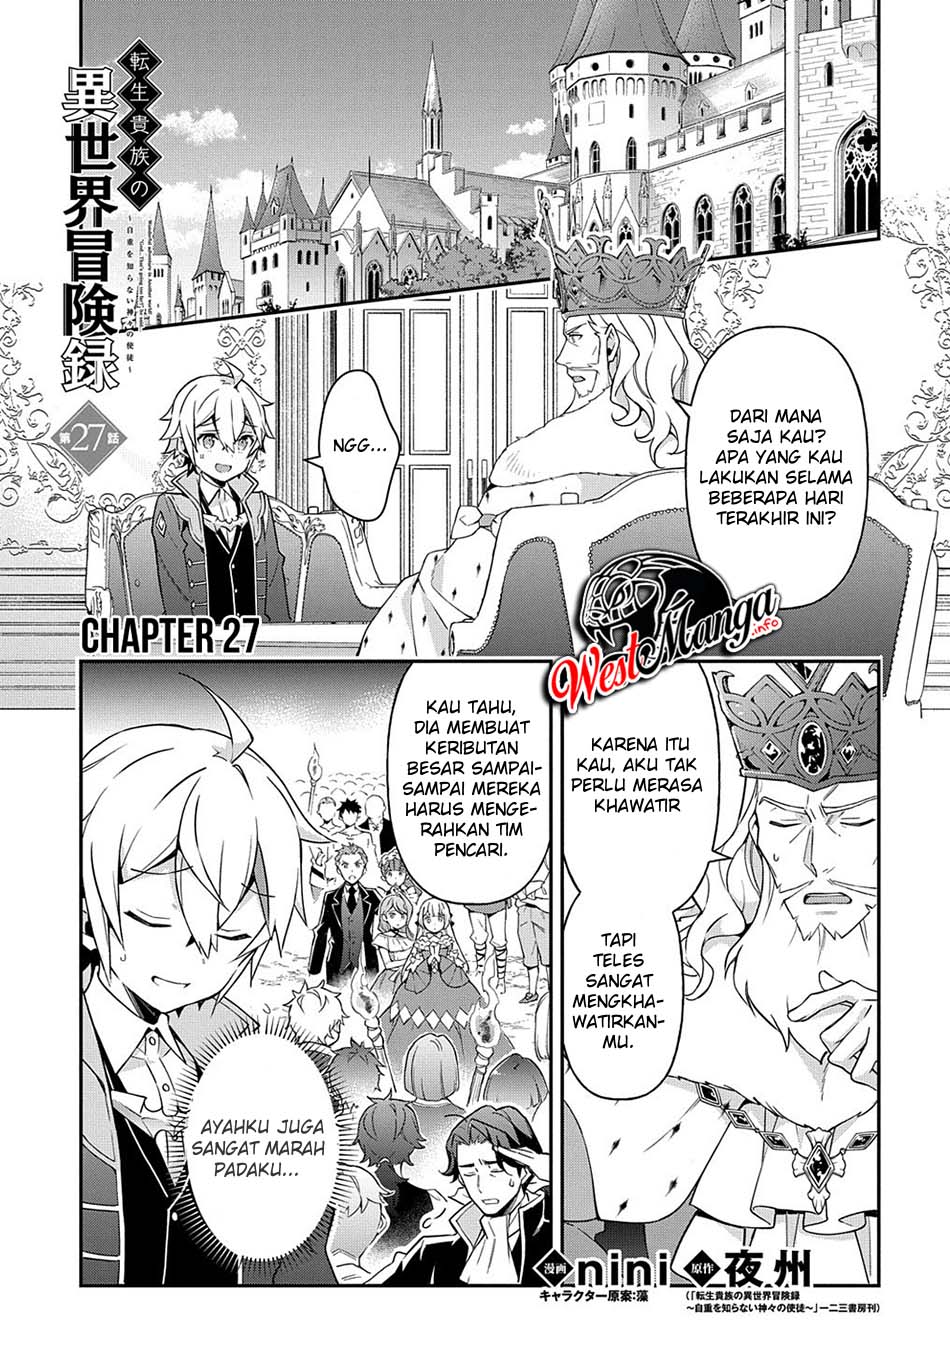 転生貴族の
異世界冒険録
～自重を知らない神々の使徒～
第27話
DARI MANA
SAJA KAU?
APA YANG KAU
LAKUKAN SELAMA
BEBERAPA HARI
TERAKHIR INI?
NGG...
CHAPTER 27
WestManga
.info
KARENA ITU
KAU, AKU TAK
PERLU MERASA
KHAWATIR
TAPI
TELES
SANGAT
MENGKHA-
WATIRKAN-
MU.
KAU TAHU,
DIA MEMBUAT
KERIBUTAN
BESAR SAMPAI-
SAMPAI MEREKA
HARUS MENGE-
RAHKAN TIM
PENCARI.
AYAHKU JUGA
SANGAT MARAH
PADAKU...
漫画 nini 原作 夜州
キャラクター原案:藻
(「転生貴族の異世界冒険録
～自重を知らない神々の使徒～」一二三書房刊)